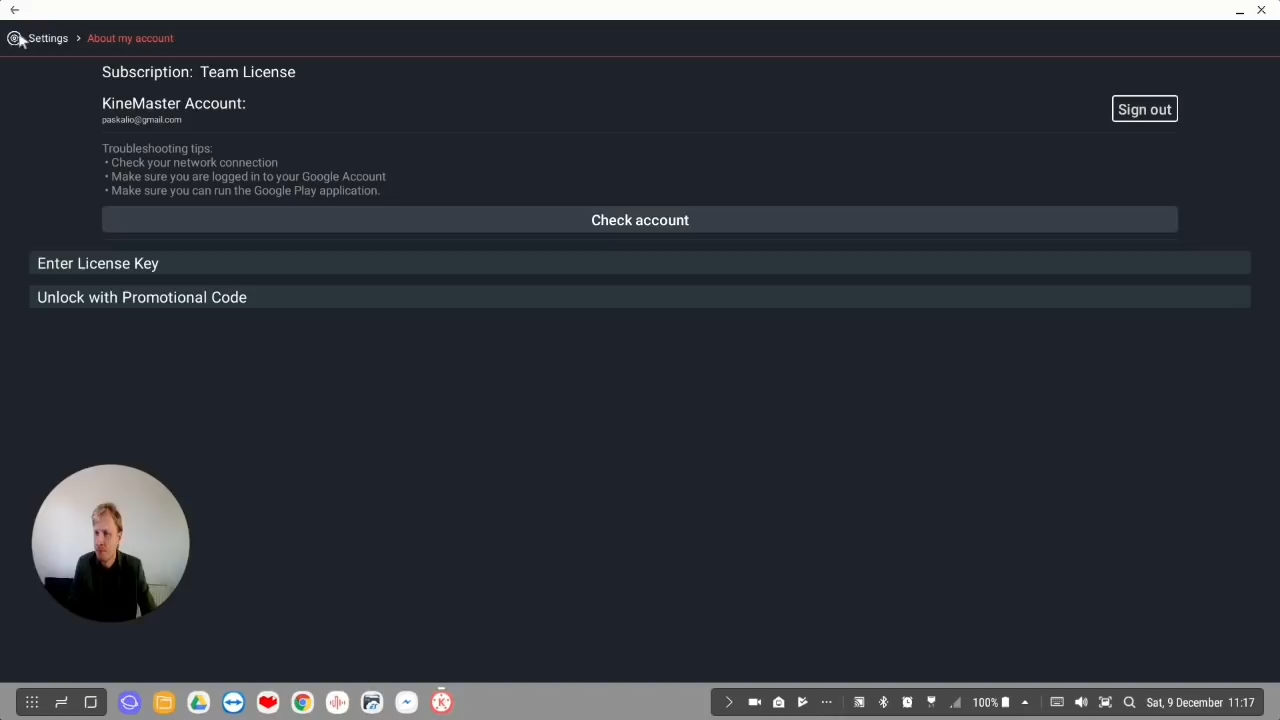 Settings > About my account
Subscription: Team License
KineMaster Account:
paskalio@gmail.com
Sign out
Troubleshooting tips:
• Check your network connection
• Make sure you are logged in to your Google Account
• Make sure you can run the Google Play application.
Check account
Enter License Key
Unlock with Promotional Code
100%
Sat, 9 December 11:17